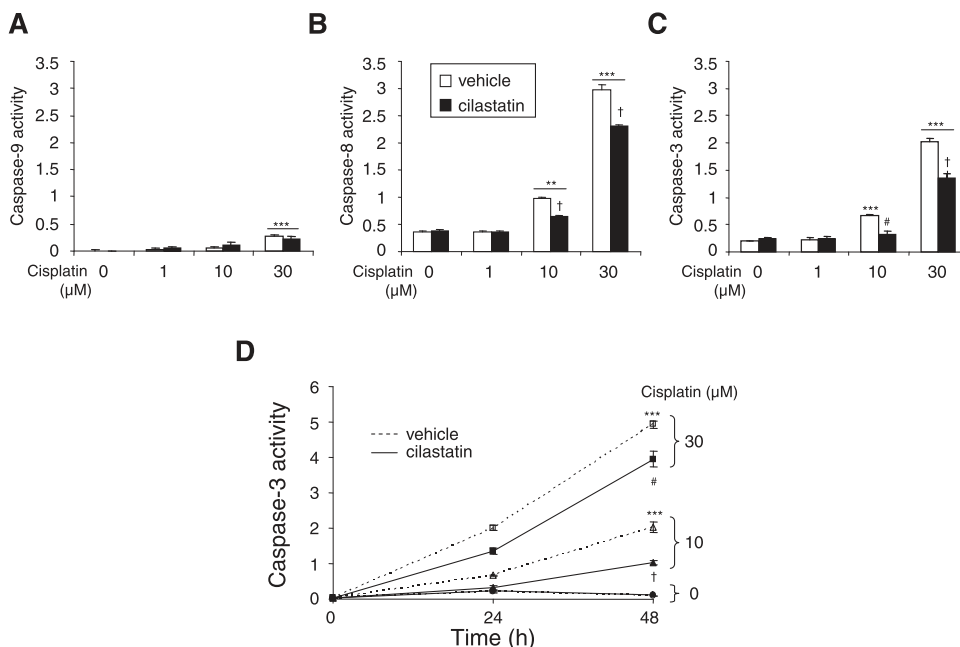 A
B
C
Caspase-9 activity
3.5
3
2.5
2
1.5
1
0.5
0
***
Cisplatin 0 1 10 30
(µM)
Caspase-8 activity
3.5
3
2.5
2
1.5
1
0.5
0
vehicle
cilastatin
**
†
***
†
Cisplatin 0 1 10 30
(µM)
Caspase-3 activity
3.5
3
2.5
2
1.5
1
0.5
0
***
#
***
†
Cisplatin 0 1 10 30
(µM)
D
Caspase-3 activity
6
5
4
3
2
1
0
vehicle
cilastatin
Cisplatin (µM)
***
30
#
***
10
†
0
0 24 48
Time (h)